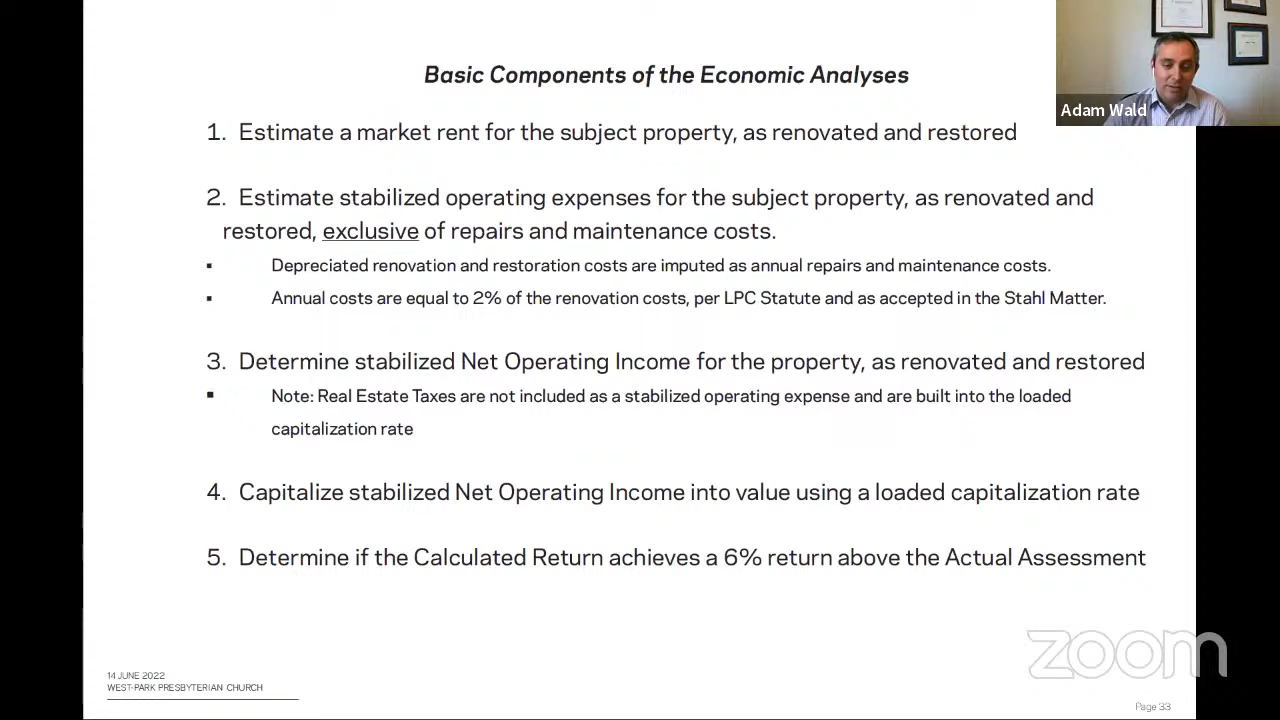 Basic Components of the Economic Analyses
Adam Wald
1. Estimate a market rent for the subject property, as renovated and restored
2. Estimate stabilized operating expenses for the subject property, as renovated and
restored, exclusive of repairs and maintenance costs.
▪ Depreciated renovation and restoration costs are imputed as annual repairs and maintenance costs.
▪ Annual costs are equal to 2% of the renovation costs, per LPC Statute and as accepted in the Stahl Matter.
3. Determine stabilized Net Operating Income for the property, as renovated and restored
▪ Note: Real Estate Taxes are not included as a stabilized operating expense and are built into the loaded
capitalization rate
4. Capitalize stabilized Net Operating Income into value using a loaded capitalization rate
5. Determine if the Calculated Return achieves a 6% return above the Actual Assessment
14 JUNE 2022
WEST-PARK PRESBYTERIAN CHURCH
zoom
Page 33